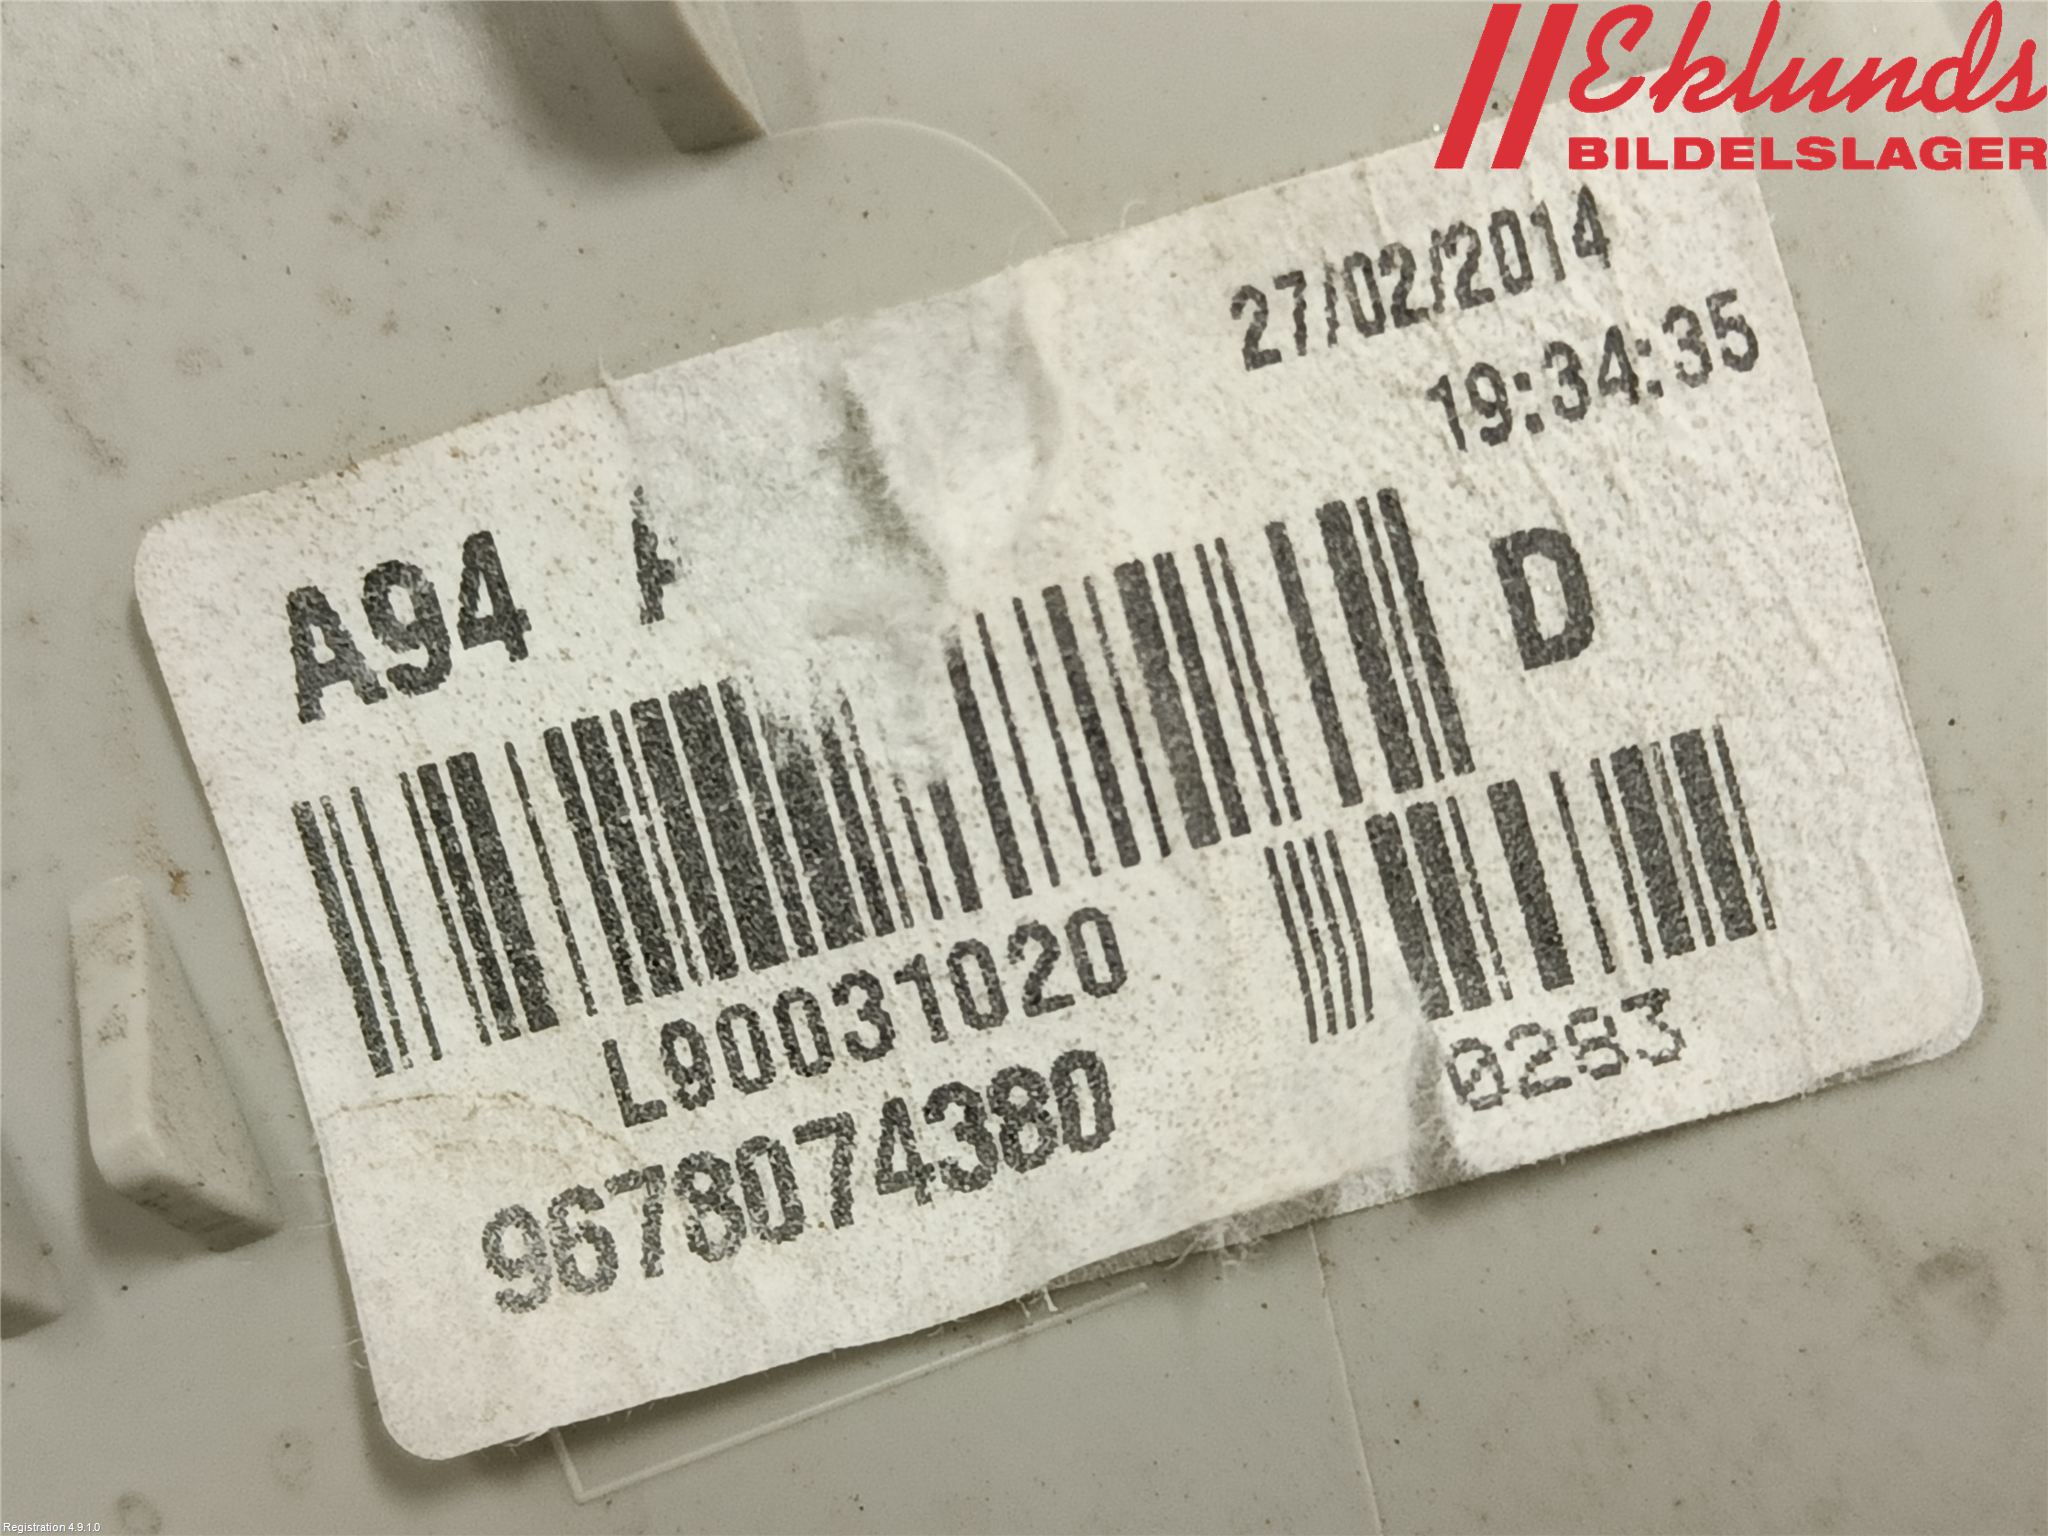 Eklunds
BILDELSLAGER
27/02/2014
19:34:35
A94
D
L90031020
9678074380
0283
Registration 4.9.1.0